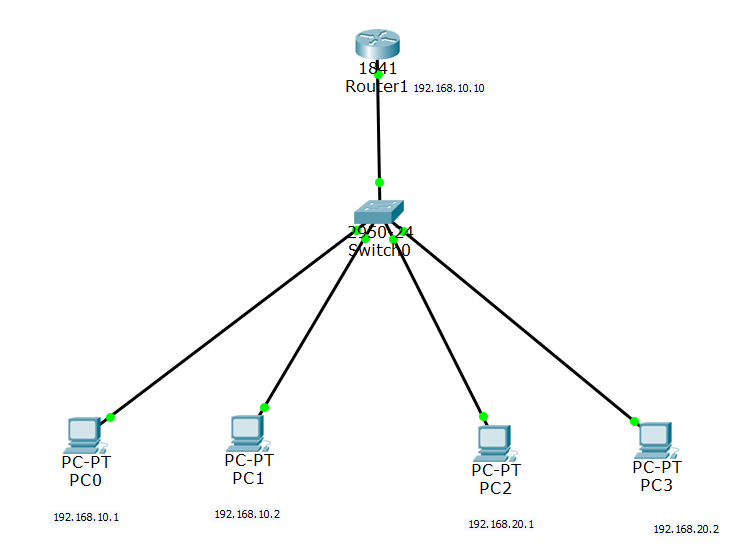 1841
Router1
192.168.10.10
2950-24
Switch0
PC-PT
PC0
PC-PT
PC1
PC-PT
PC2
PC-PT
PC3
192.168.10.1
192.168.10.2
192.168.20.1
192.168.20.2